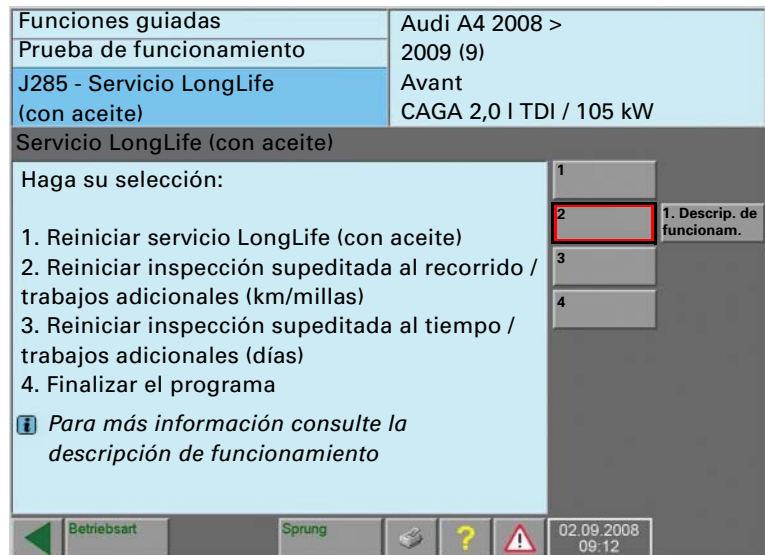 Funciones guiadas
Prueba de funcionamiento
J285 - Servicio LongLife
(con aceite)
Audi A4 2008 >
2009 (9)
Avant
CAGA 2,0 l TDI / 105 kW
Servicio LongLife (con aceite)
Haga su selección:
1. Reiniciar servicio LongLife (con aceite)
2. Reiniciar inspección supeditada al recorrido /
trabajos adicionales (km/millas)
3. Reiniciar inspección supeditada al tiempo /
trabajos adicionales (días)
4. Finalizar el programa
i Para más información consulte la
descripción de funcionamiento
1
2
1. Descrip. de
funcionam.
3
4
Betriebsart
Sprung
?
!
02.09.2008
09:12